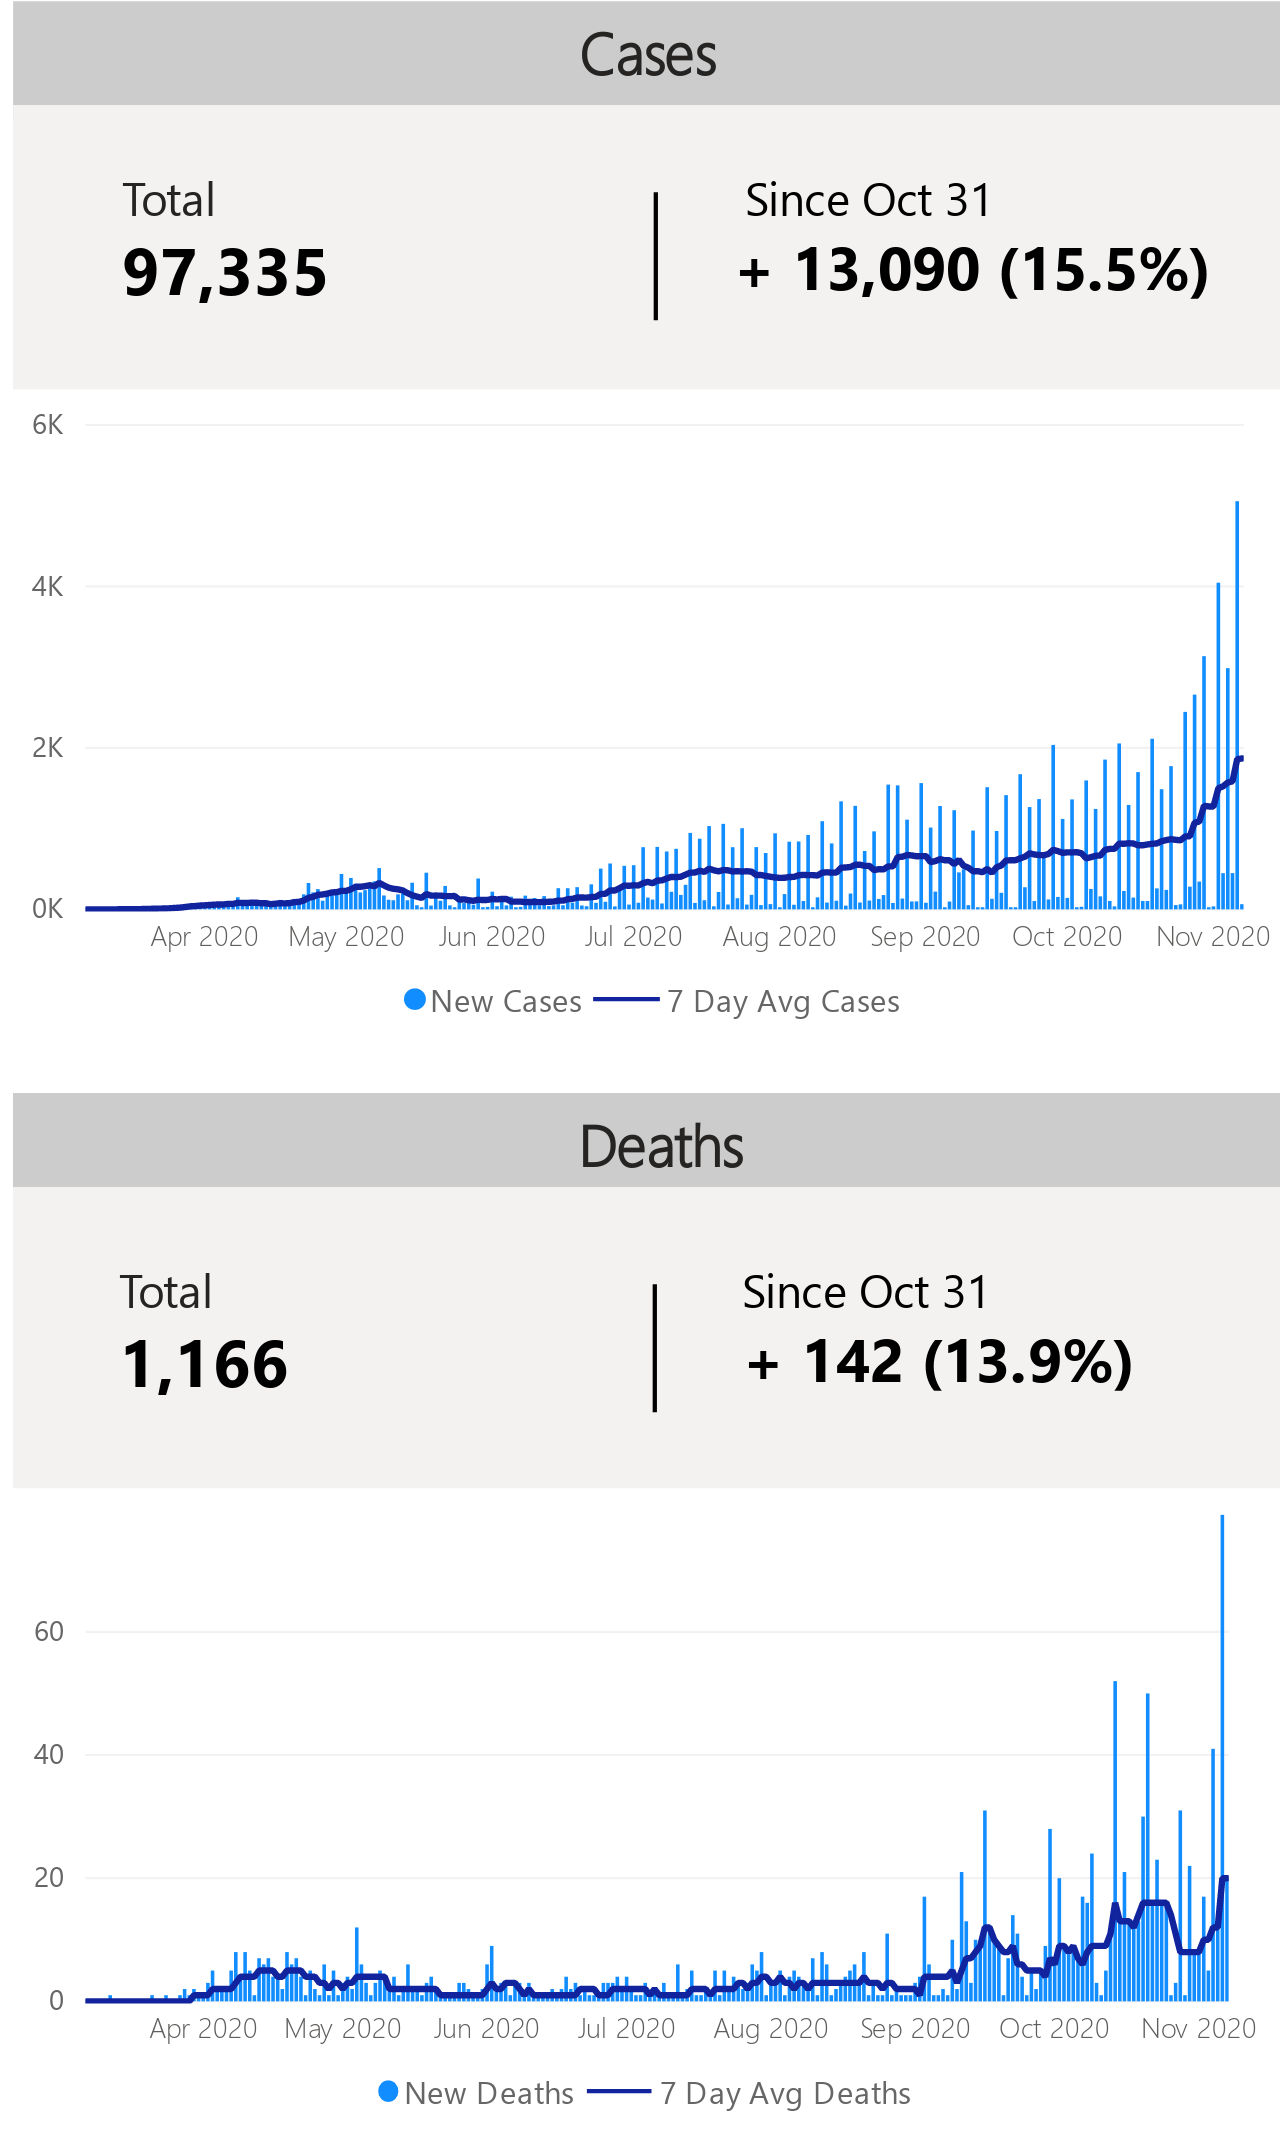 Cases
Total
Since Oct 31
97,335
+ 13,090 (15.5%)
6K
4K
2K
0K
Apr 2020 May 2020 Jun 2020 Jul 2020 Aug 2020 Sep 2020 Oct 2020 Nov 2020
New Cases 7 Day Avg Cases
Deaths
Total
Since Oct 31
1,166
+ 142 (13.9%)
60
40
20
0
Apr 2020 May 2020 Jun 2020 Jul 2020 Aug 2020 Sep 2020 Oct 2020 Nov 2020
New Deaths 7 Day Avg Deaths